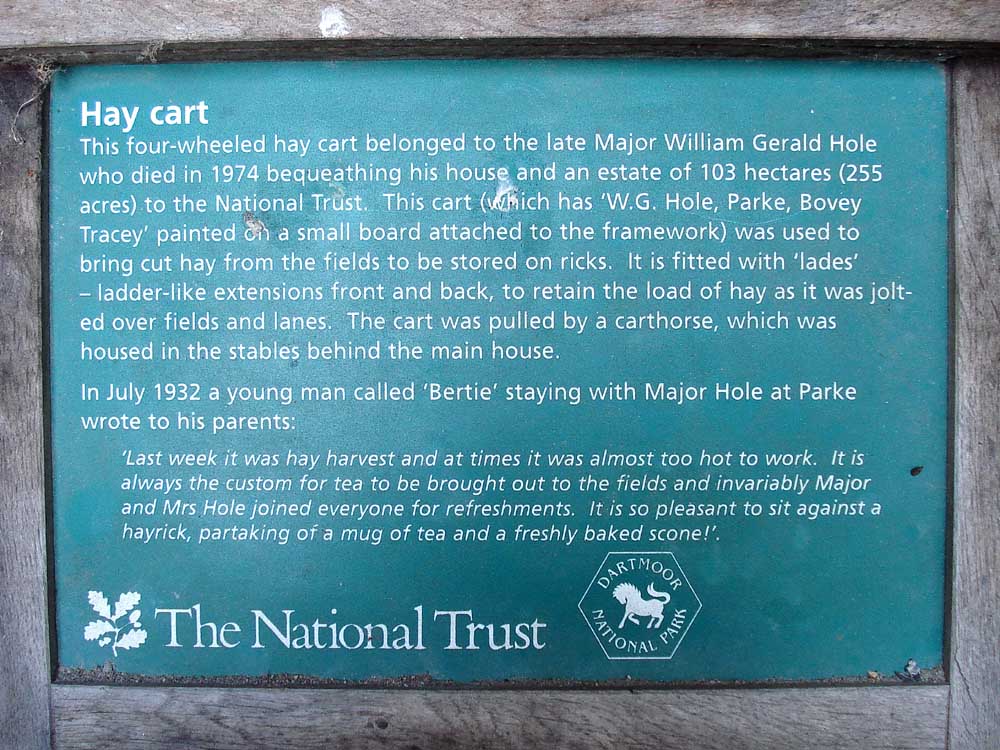 Hay cart
This four-wheeled hay cart belonged to the late Major William Gerald Hole
who died in 1974 bequeathing his house and an estate of 103 hectares (255
acres) to the National Trust.  This cart (which has ‘W.G. Hole, Parke, Bovey
Tracey’ painted on a small board attached to the framework) was used to
bring cut hay from the fields to be stored on ricks.  It is fitted with ‘lades’
– ladder-like extensions front and back, to retain the load of hay as it was jolt-
ed over fields and lanes.  The cart was pulled by a carthorse, which was
housed in the stables behind the main house.
In July 1932 a young man called ‘Bertie’ staying with Major Hole at Parke
wrote to his parents:
‘Last week it was hay harvest and at times it was almost too hot to work.  It is
always the custom for tea to be brought out to the fields and invariably Major
and Mrs Hole joined everyone for refreshments.  It is so pleasant to sit against a
hayrick, partaking of a mug of tea and a freshly baked scone!’.
The National Trust
DARTMOOR
NATIONAL PARK